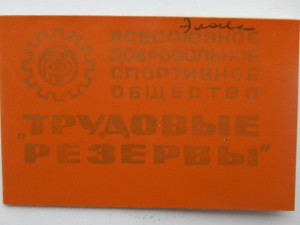 ВСЕСОЮЗНОЕ
ДОБРОВОЛЬНОЕ
СПОРТИВНОЕ
ОБЩЕСТВО
„ТРУДОВЫЕ
РЕЗЕРВЫ"